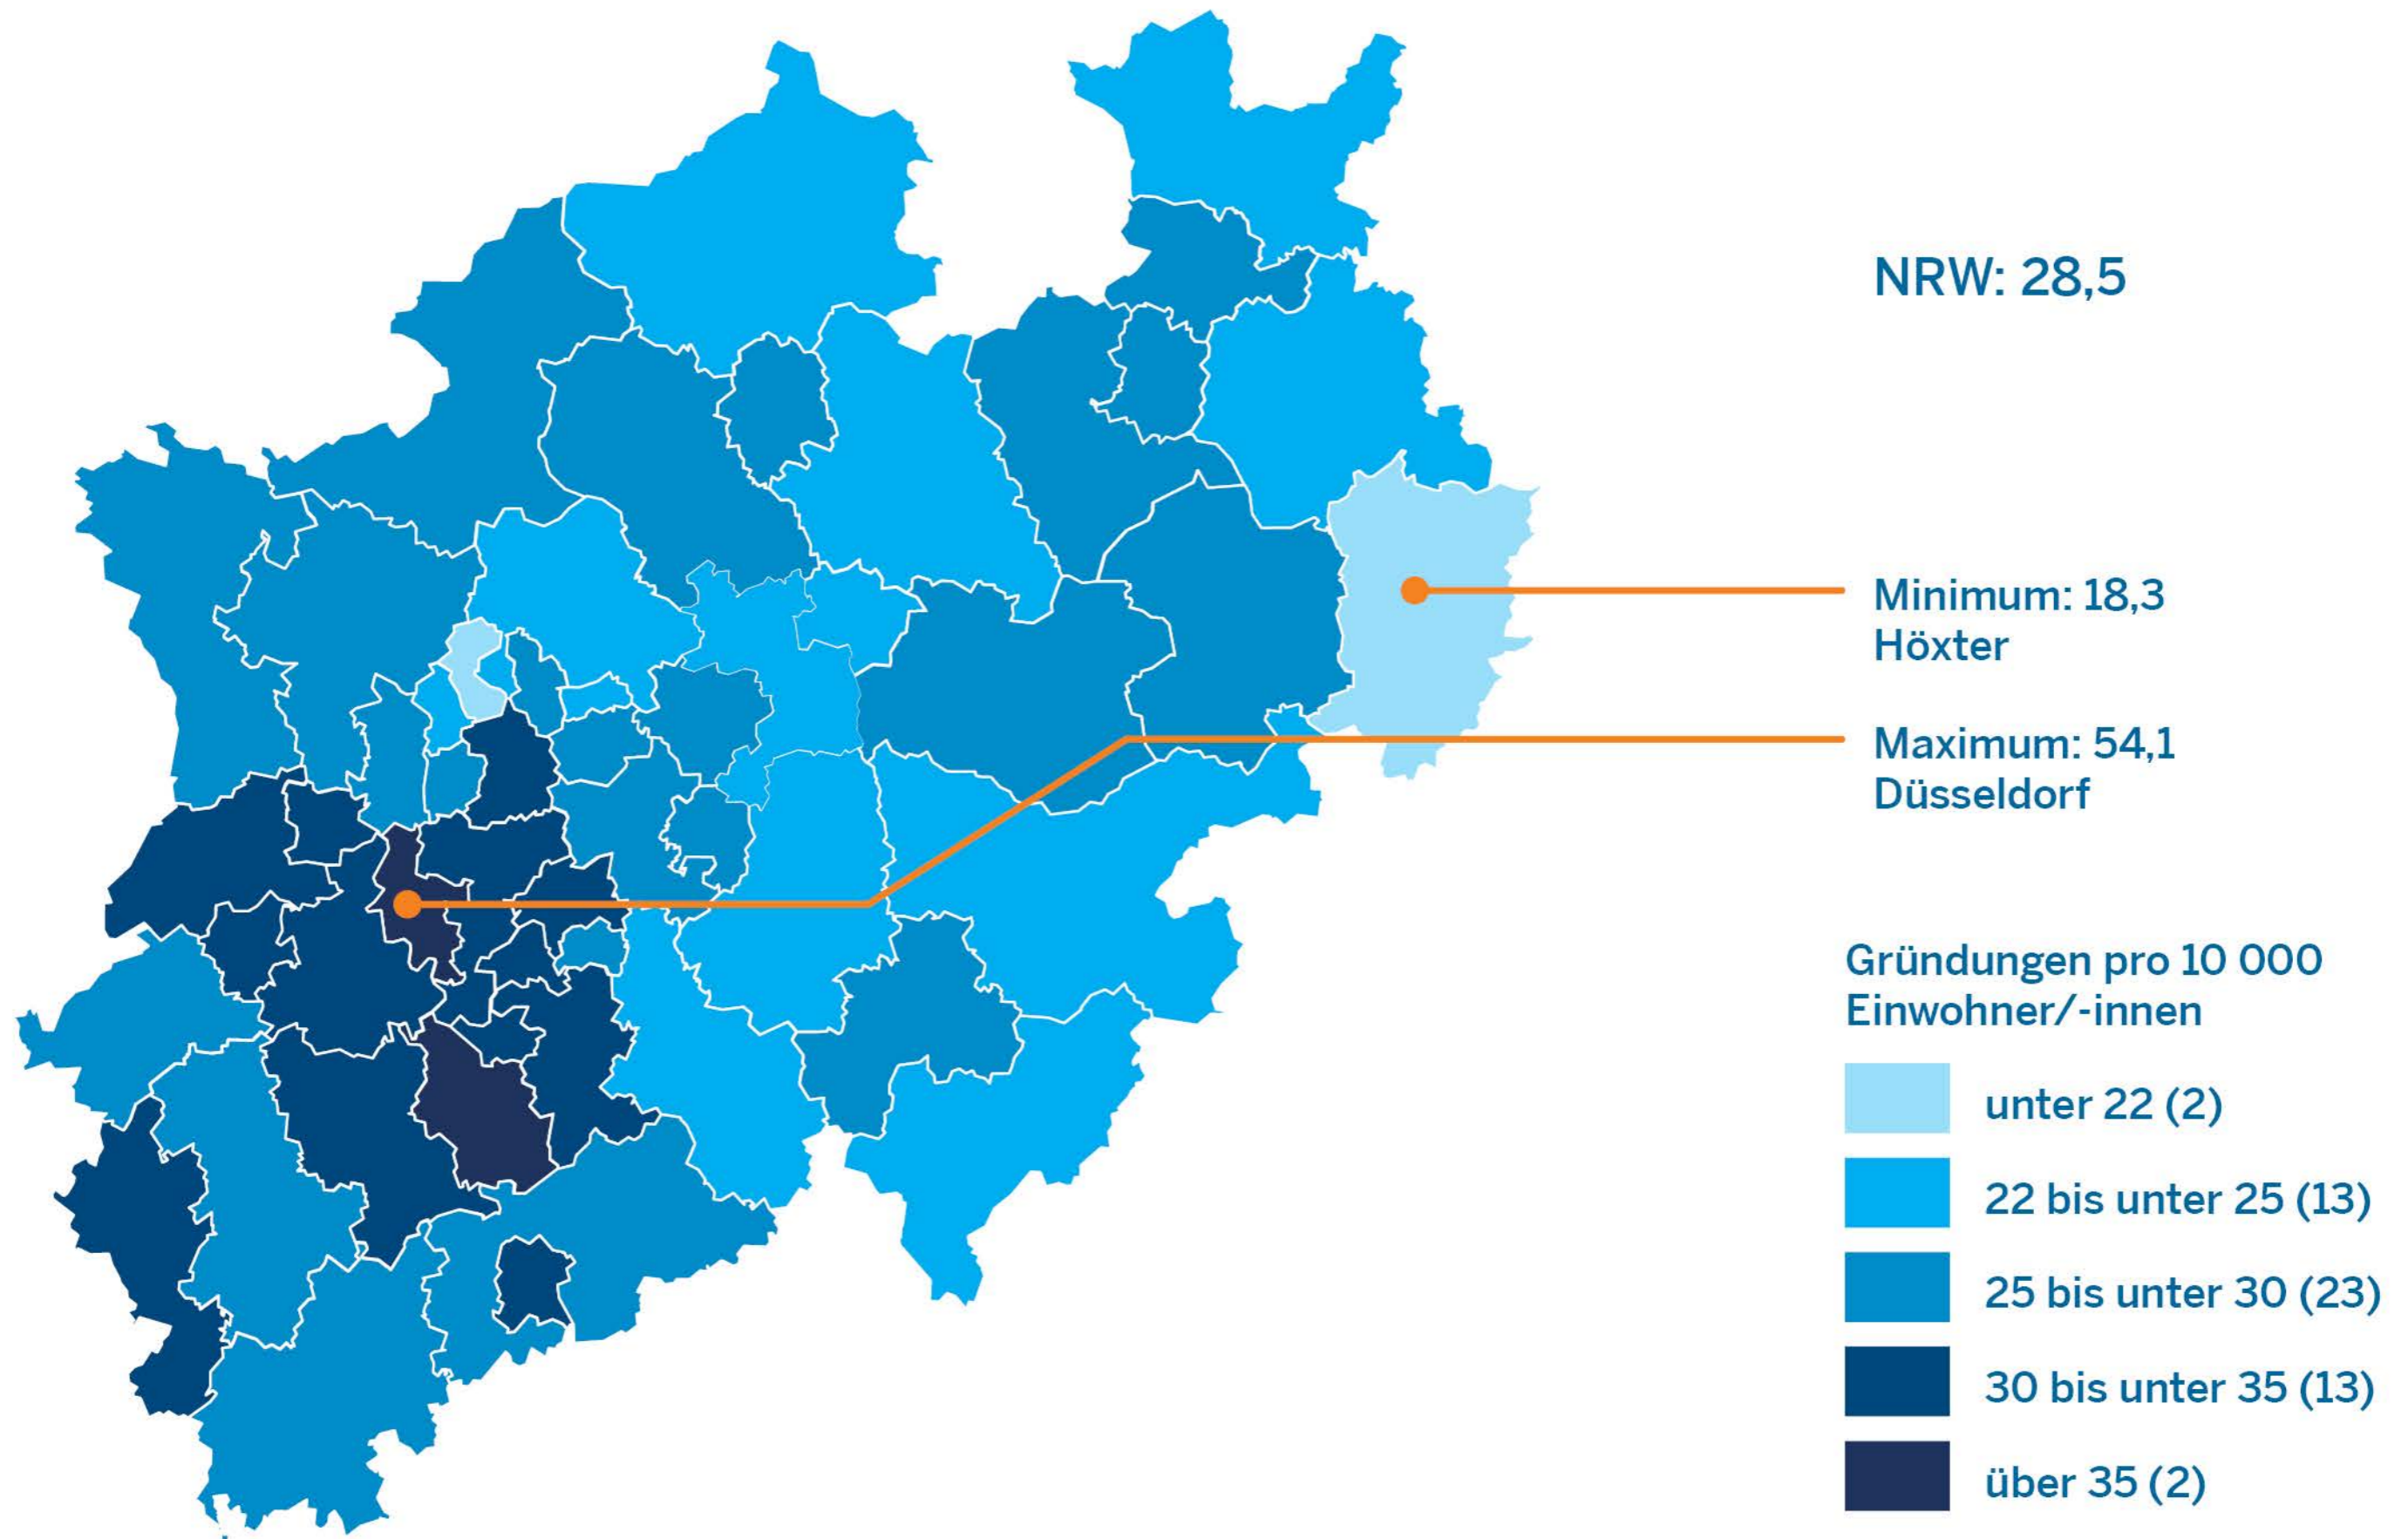 NRW: 28,5
Minimum: 18,3
Höxter
Maximum: 54,1
Düsseldorf
Gründungen pro 10 000
Einwohner/-innen
unter 22 (2)
22 bis unter 25 (13)
25 bis unter 30 (23)
30 bis unter 35 (13)
über 35 (2)